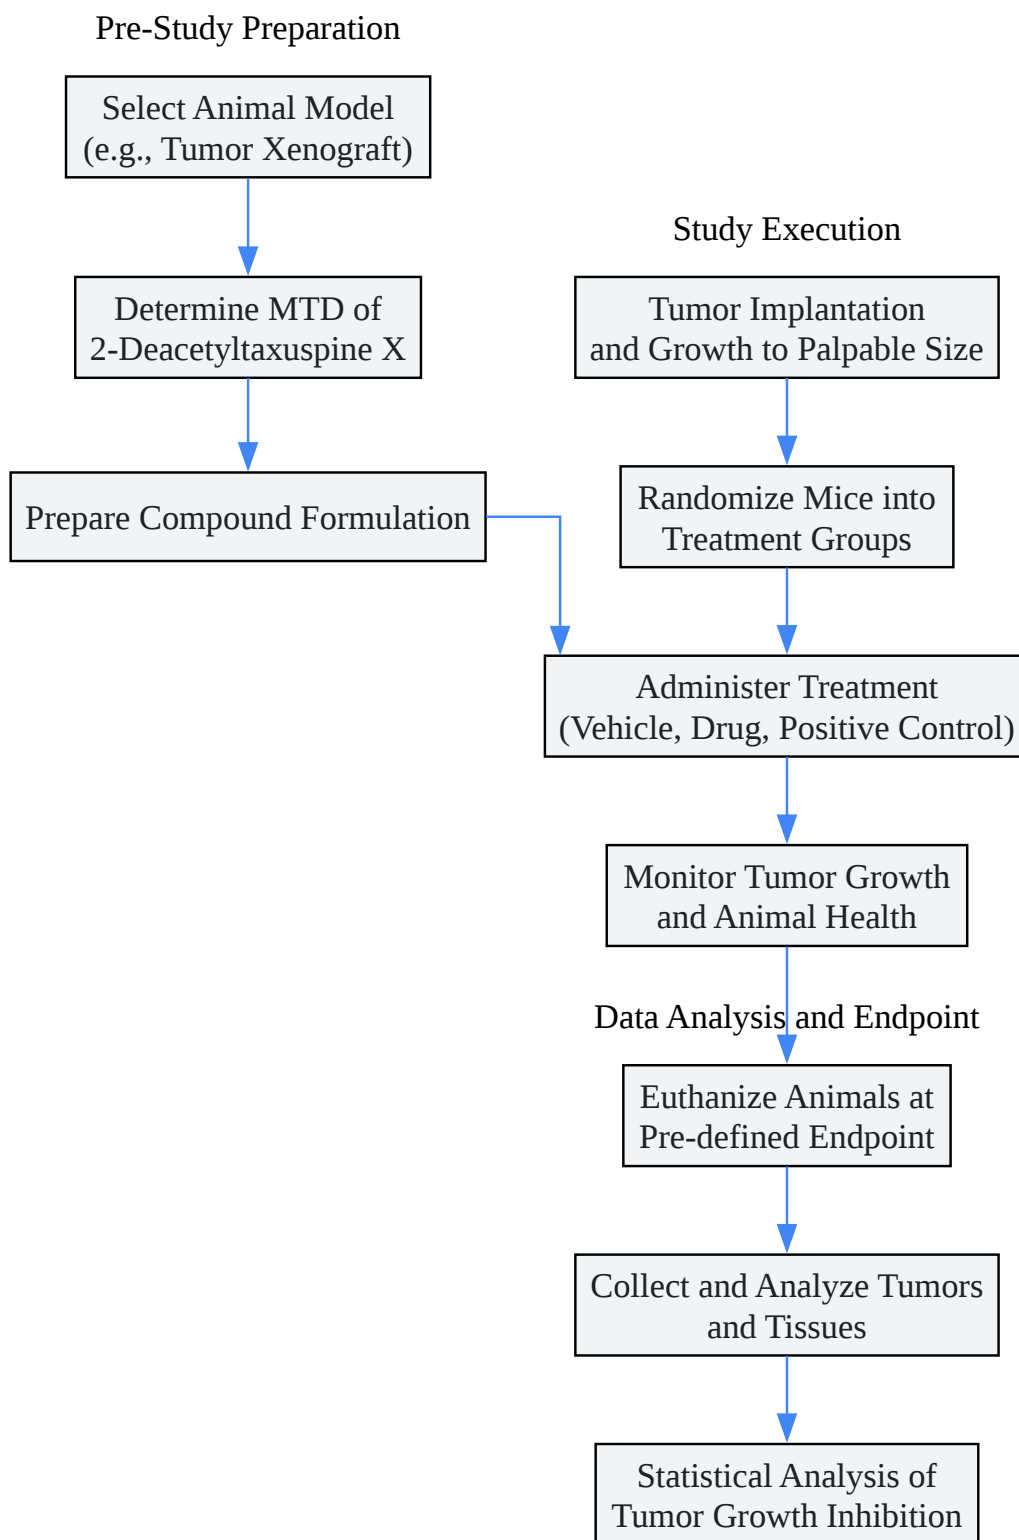 Pre-Study Preparation
Select Animal Model
(e.g., Tumor Xenograft)
Determine MTD of
2-Deacetyltaxuspine X
Prepare Compound Formulation
Study Execution
Tumor Implantation
and Growth to Palpable Size
Randomize Mice into
Treatment Groups
Administer Treatment
(Vehicle, Drug, Positive Control)
Monitor Tumor Growth
and Animal Health
Data Analysis and Endpoint
Euthanize Animals at
Pre-defined Endpoint
Collect and Analyze Tumors
and Tissues
Statistical Analysis of
Tumor Growth Inhibition